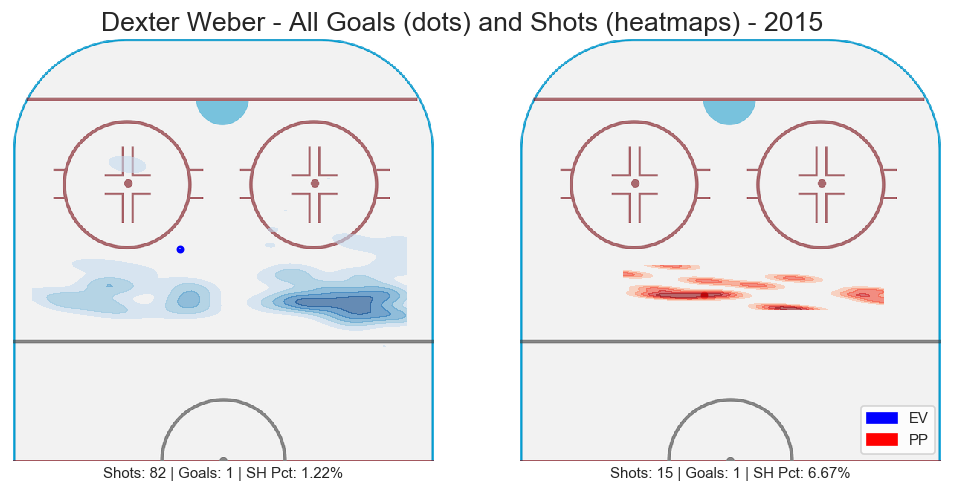 Dexter Weber - All Goals (dots) and Shots (heatmaps) - 2015
EV
PP
Shots: 82 | Goals: 1 | SH Pct: 1.22%
Shots: 15 | Goals: 1 | SH Pct: 6.67%